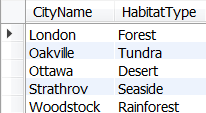 CityName HabitatType
London Forest
Oakville Tundra
Ottawa Desert
Strathrov Seaside
Woodstock Rainforest